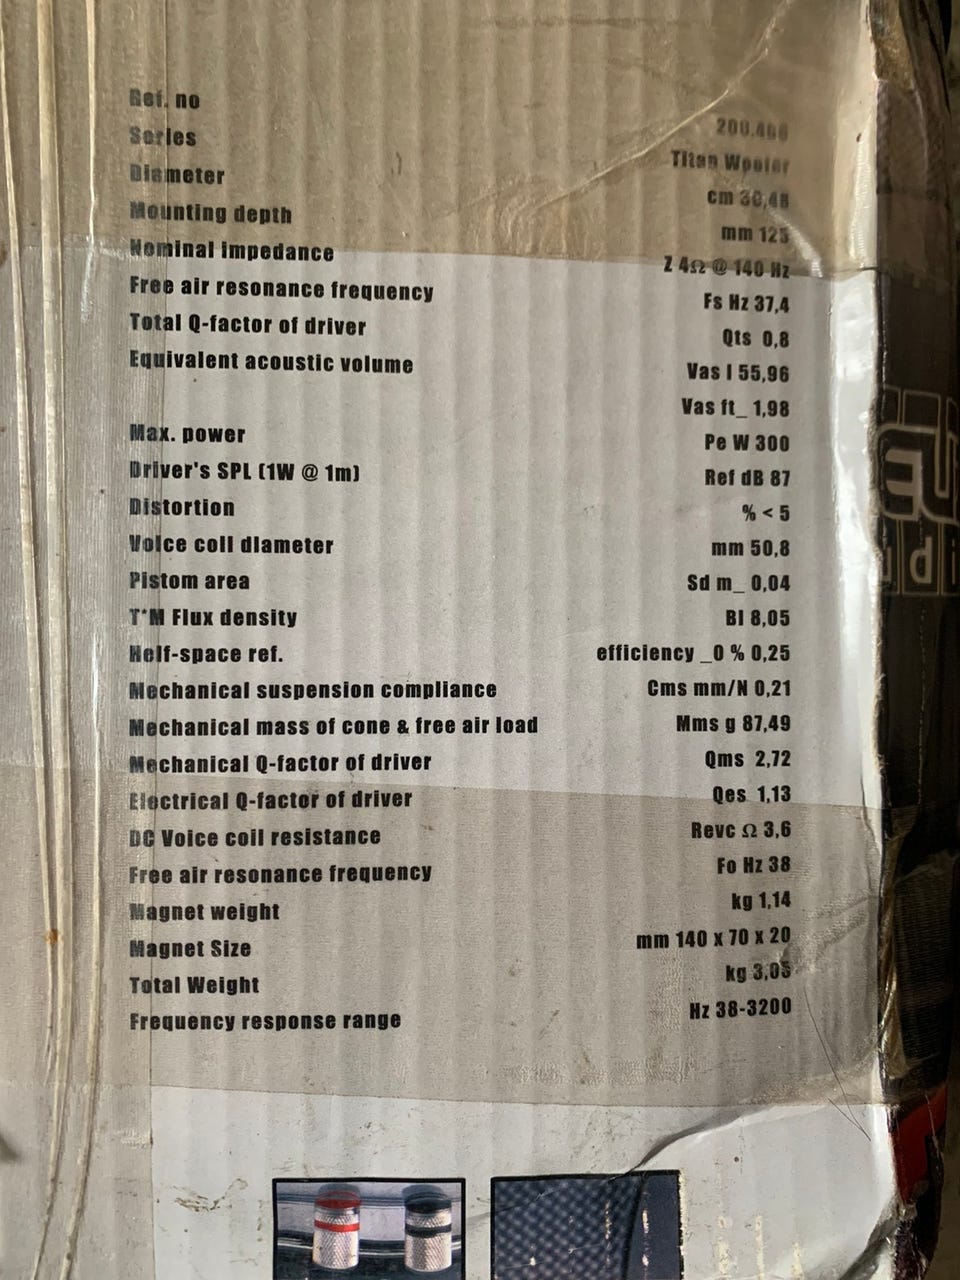 Ref. no 200.466
Series Titan Woofer
Diameter cm 30,48
Mounting depth mm 125
Nominal impedance Z 4Ω @ 140 Hz
Free air resonance frequency Fs Hz 37,4
Total Q-factor of driver Qts 0,8
Equivalent acoustic volume Vas l 55,96
Vas ft_ 1,98
Max. power Pe W 300
Driver's SPL (1W @ 1m) Ref dB 87
Distortion % < 5
Voice coil diameter mm 50,8
Pistom area Sd m_ 0,04
T*M Flux density Bl 8,05
Helf-space ref. efficiency _0 % 0,25
Mechanical suspension compliance Cms mm/N 0,21
Mechanical mass of cone & free air load Mms g 87,49
Mechanical Q-factor of driver Qms 2,72
Electrical Q-factor of driver Qes 1,13
DC Voice coil resistance Revc Ω 3,6
Free air resonance frequency Fo Hz 38
Magnet weight kg 1,14
Magnet Size mm 140 x 70 x 20
Total Weight kg 3,05
Frequency response range Hz 38-3200